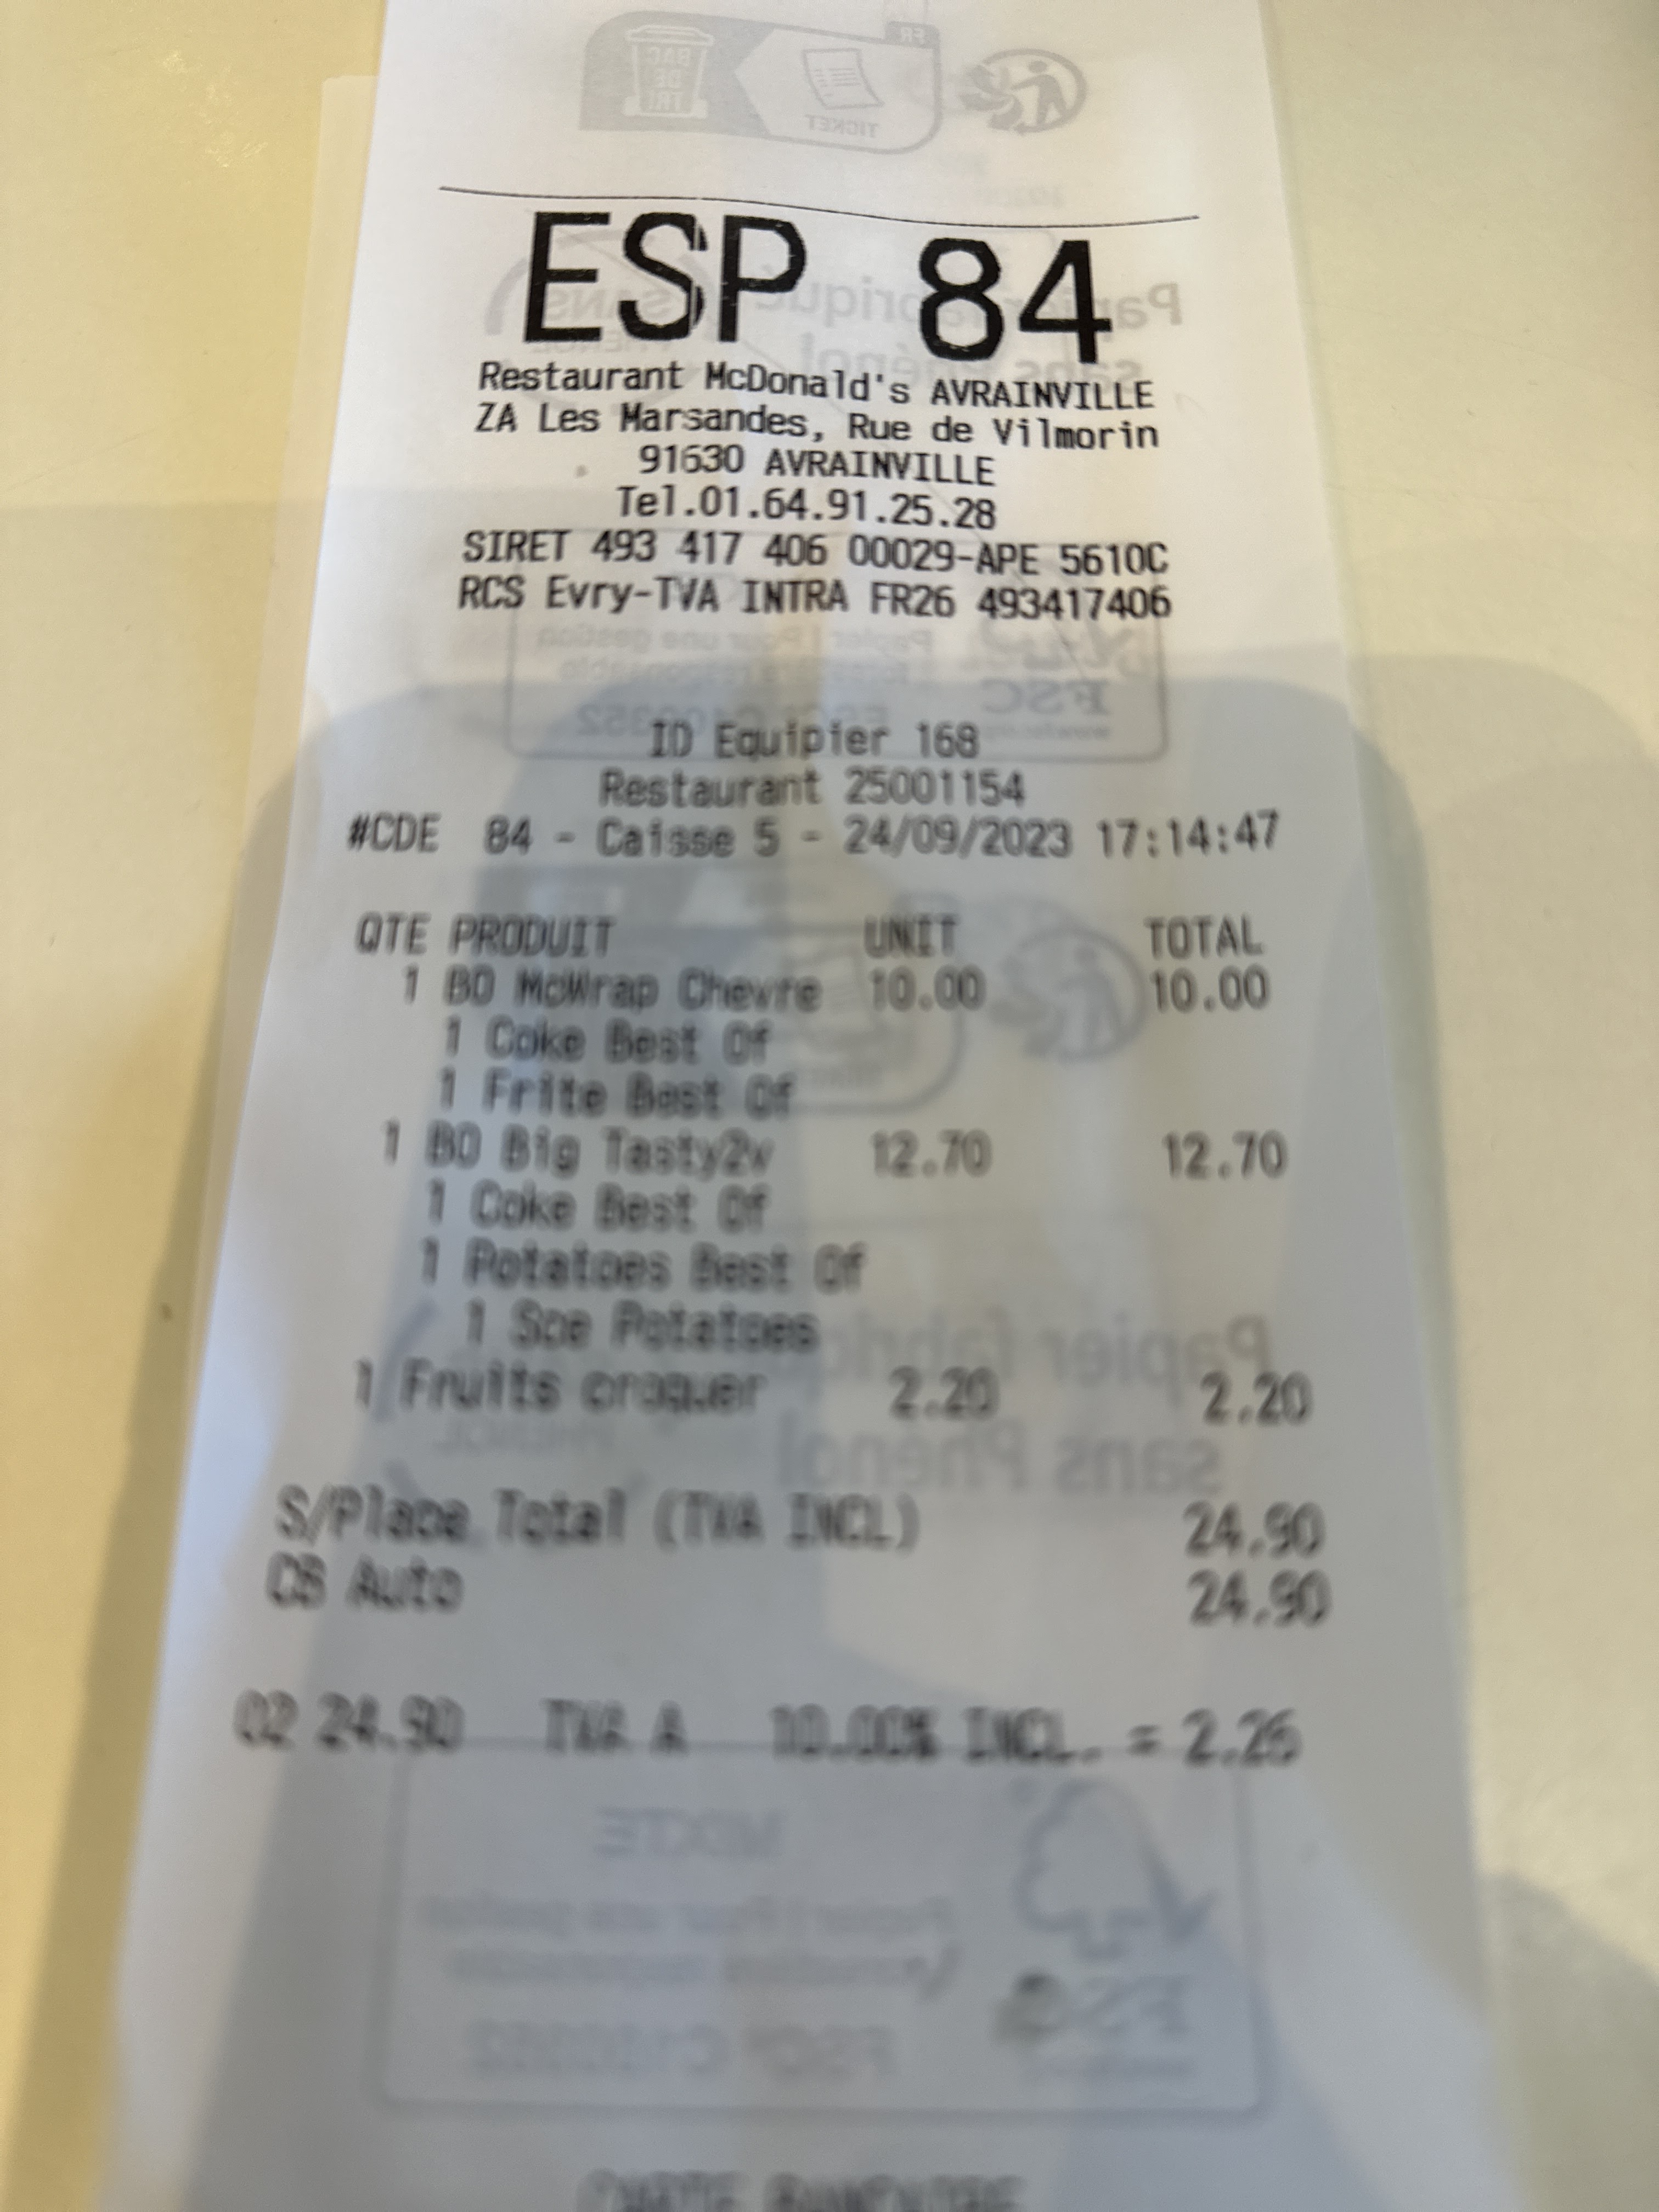 ESP 84
Restaurant McDonald's AVRAINVILLE
ZA Les Marsandes, Rue de Vilmorin
91630 AVRAINVILLE
Tel.01.64.91.25.28
SIRET 493 417 406 00029-APE 5610C
RCS Evry-TVA INTRA FR26 493417406
ID Equipier 168
Restaurant 25001154
#CDE 84 - Caisse 5 - 24/09/2023 17:14:47
QTE PRODUIT UNIT TOTAL
1 BO McWrap Chevre 10.00 10.00
1 Coke Best Of
1 Frite Best Of
1 BO Big Tasty2v 12.70 12.70
1 Coke Best Of
1 Potatoes Best Of
1 Sce Potatoes
1 Fruits croquer 2.20 2.20
S/Place Total (TVA INCL) 24.90
CB Auto 24.90
02 24.90 TVA A 10.00% INCL. = 2.26
CARTE BANCAIRE